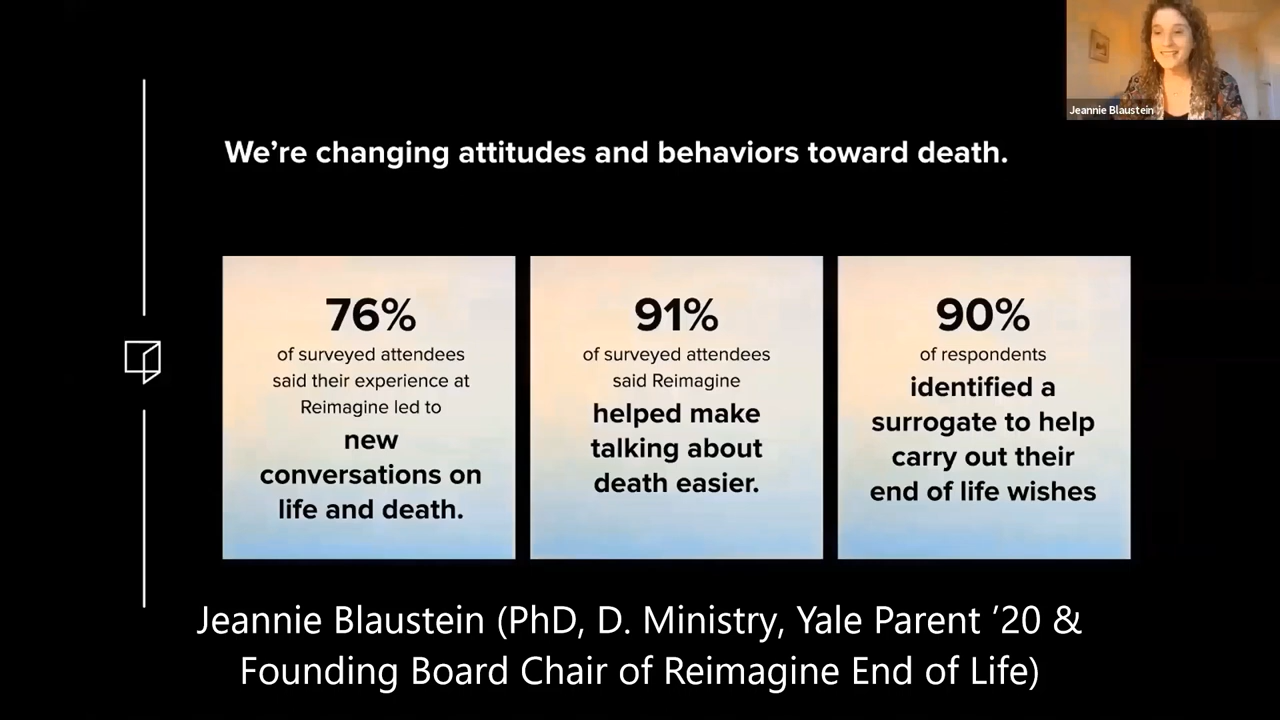 Jeannie Blaustein
We’re changing attitudes and behaviors toward death.
76%
of surveyed attendees
said their experience at
Reimagine led to
new
conversations on
life and death.
91%
of surveyed attendees
said Reimagine
helped make
talking about
death easier.
90%
of respondents
identified a
surrogate to help
carry out their
end of life wishes
Jeannie Blaustein (PhD, D. Ministry, Yale Parent ’20 &
Founding Board Chair of Reimagine End of Life)